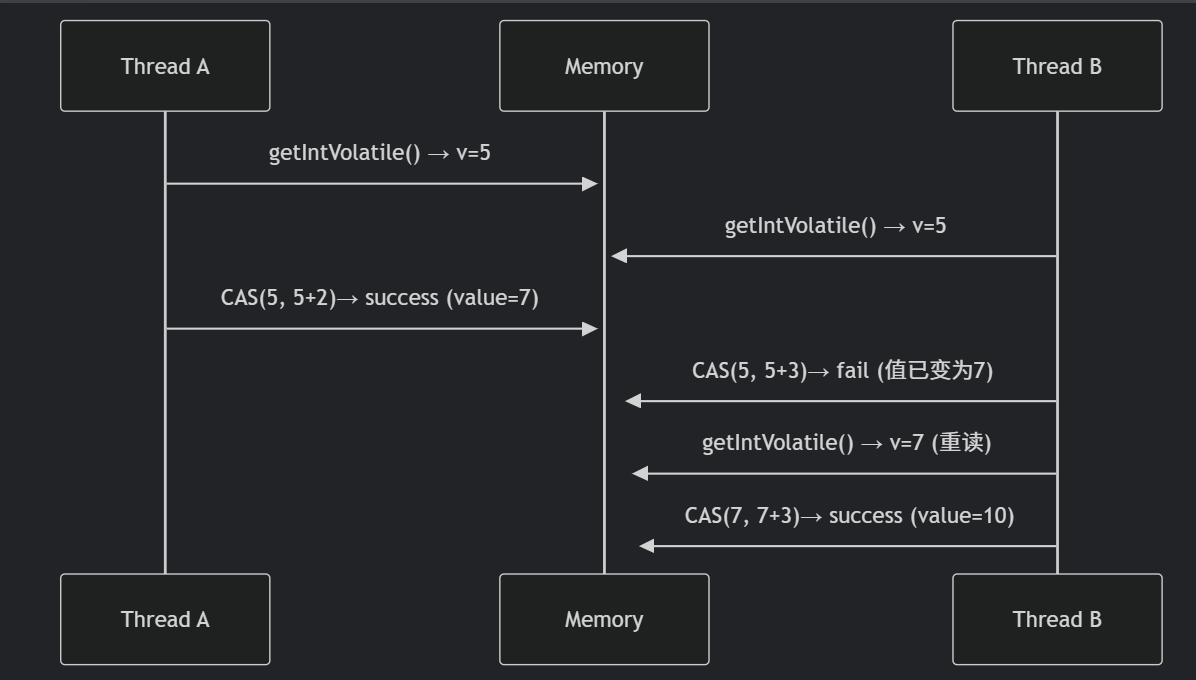 Thread A
Memory
Thread B
getIntVolatile() → v=5
getIntVolatile() → v=5
CAS(5, 5+2)→ success (value=7)
CAS(5, 5+3)→ fail (值已变为7)
getIntVolatile() → v=7 (重读)
CAS(7, 7+3)→ success (value=10)
Thread A
Memory
Thread B